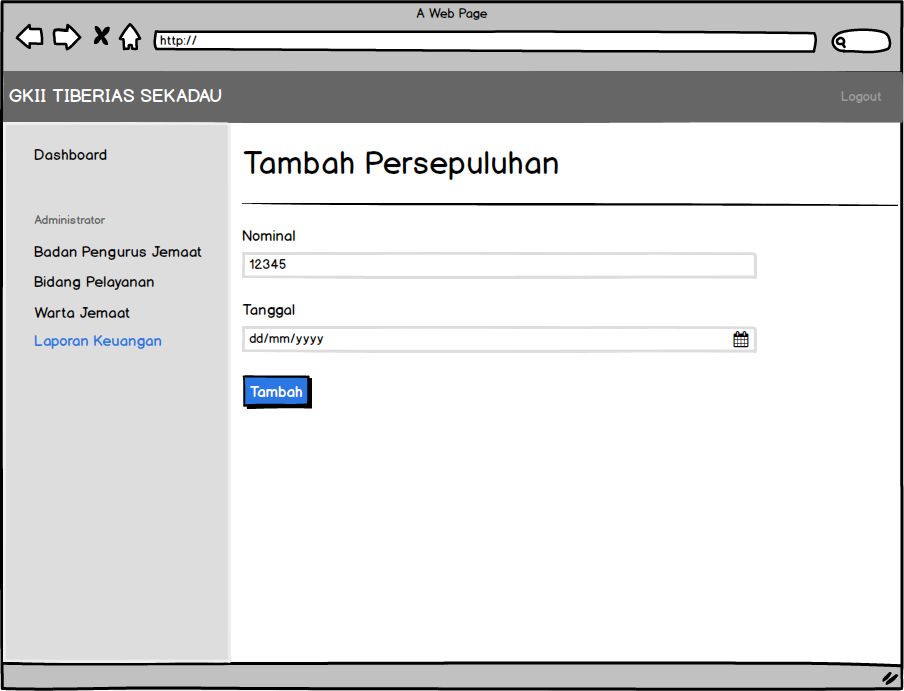 A Web Page
http://
GKII TIBERIAS SEKADAU
Logout
Dashboard
Administrator
Badan Pengurus Jemaat
Bidang Pelayanan
Warta Jemaat
Laporan Keuangan
Tambah Persepuluhan
Nominal
12345
Tanggal
dd/mm/yyyy
Tambah